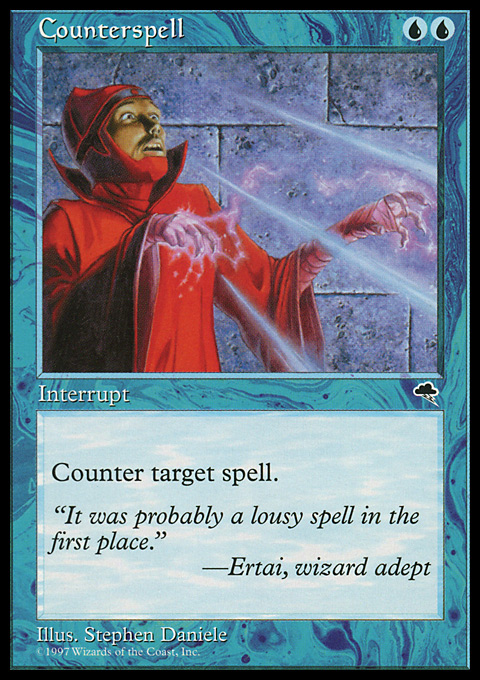 Counterspell
Interrupt
Counter target spell.
“It was probably a lousy spell in the
first place.”
—Ertai, wizard adept
Illus. Stephen Daniele
©1997 Wizards of the Coast, Inc.